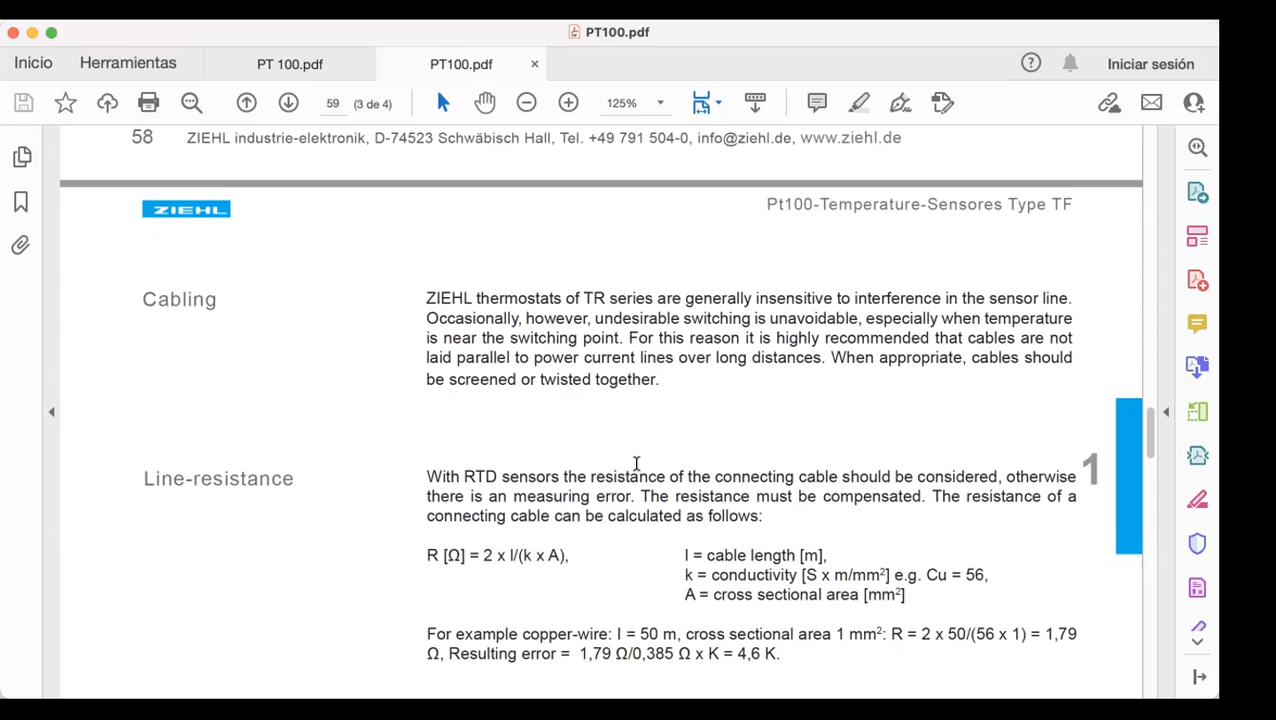 PT100.pdf
Inicio Herramientas PT 100.pdf PT100.pdf × ? Iniciar sesión
59 (3 de 4) 125%
58 ZIEHL industrie-elektronik, D-74523 Schwäbisch Hall, Tel. +49 791 504-0, info@ziehl.de, www.ziehl.de
ZIEHL Pt100-Temperature-Sensores Type TF
Cabling
ZIEHL thermostats of TR series are generally insensitive to interference in the sensor line.
Occasionally, however, undesirable switching is unavoidable, especially when temperature
is near the switching point. For this reason it is highly recommended that cables are not
laid parallel to power current lines over long distances. When appropriate, cables should
be screened or twisted together.
1
Line-resistance
With RTD sensors the resistance of the connecting cable should be considered, otherwise
there is an measuring error. The resistance must be compensated. The resistance of a
connecting cable can be calculated as follows:
R [Ω] = 2 x l/(k x A), l = cable length [m],
k = conductivity [S x m/mm²] e.g. Cu = 56,
A = cross sectional area [mm²]
For example copper-wire: l = 50 m, cross sectional area 1 mm²: R = 2 x 50/(56 x 1) = 1,79
Ω, Resulting error = 1,79 Ω/0,385 Ω x K = 4,6 K.